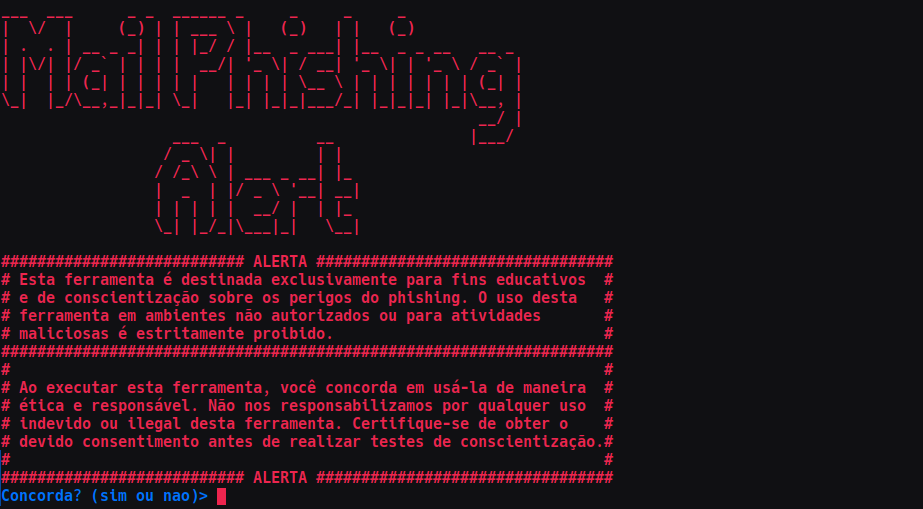 MailPhishing
Alert
########################### ALERTA #################################
# Esta ferramenta é destinada exclusivamente para fins educativos  #
# e de conscientização sobre os perigos do phishing. O uso desta   #
# ferramenta em ambientes não autorizados ou para atividades       #
# maliciosas é estritamente proibido.                              #
####################################################################
#                                                                  #
# Ao executar esta ferramenta, você concorda em usá-la de maneira  #
# ética e responsável. Não nos responsabilizamos por qualquer uso  #
# indevido ou ilegal desta ferramenta. Certifique-se de obter o    #
# devido consentimento antes de realizar testes de conscientização.#
#                                                                  #
########################### ALERTA #################################
Concorda? (sim ou nao)>